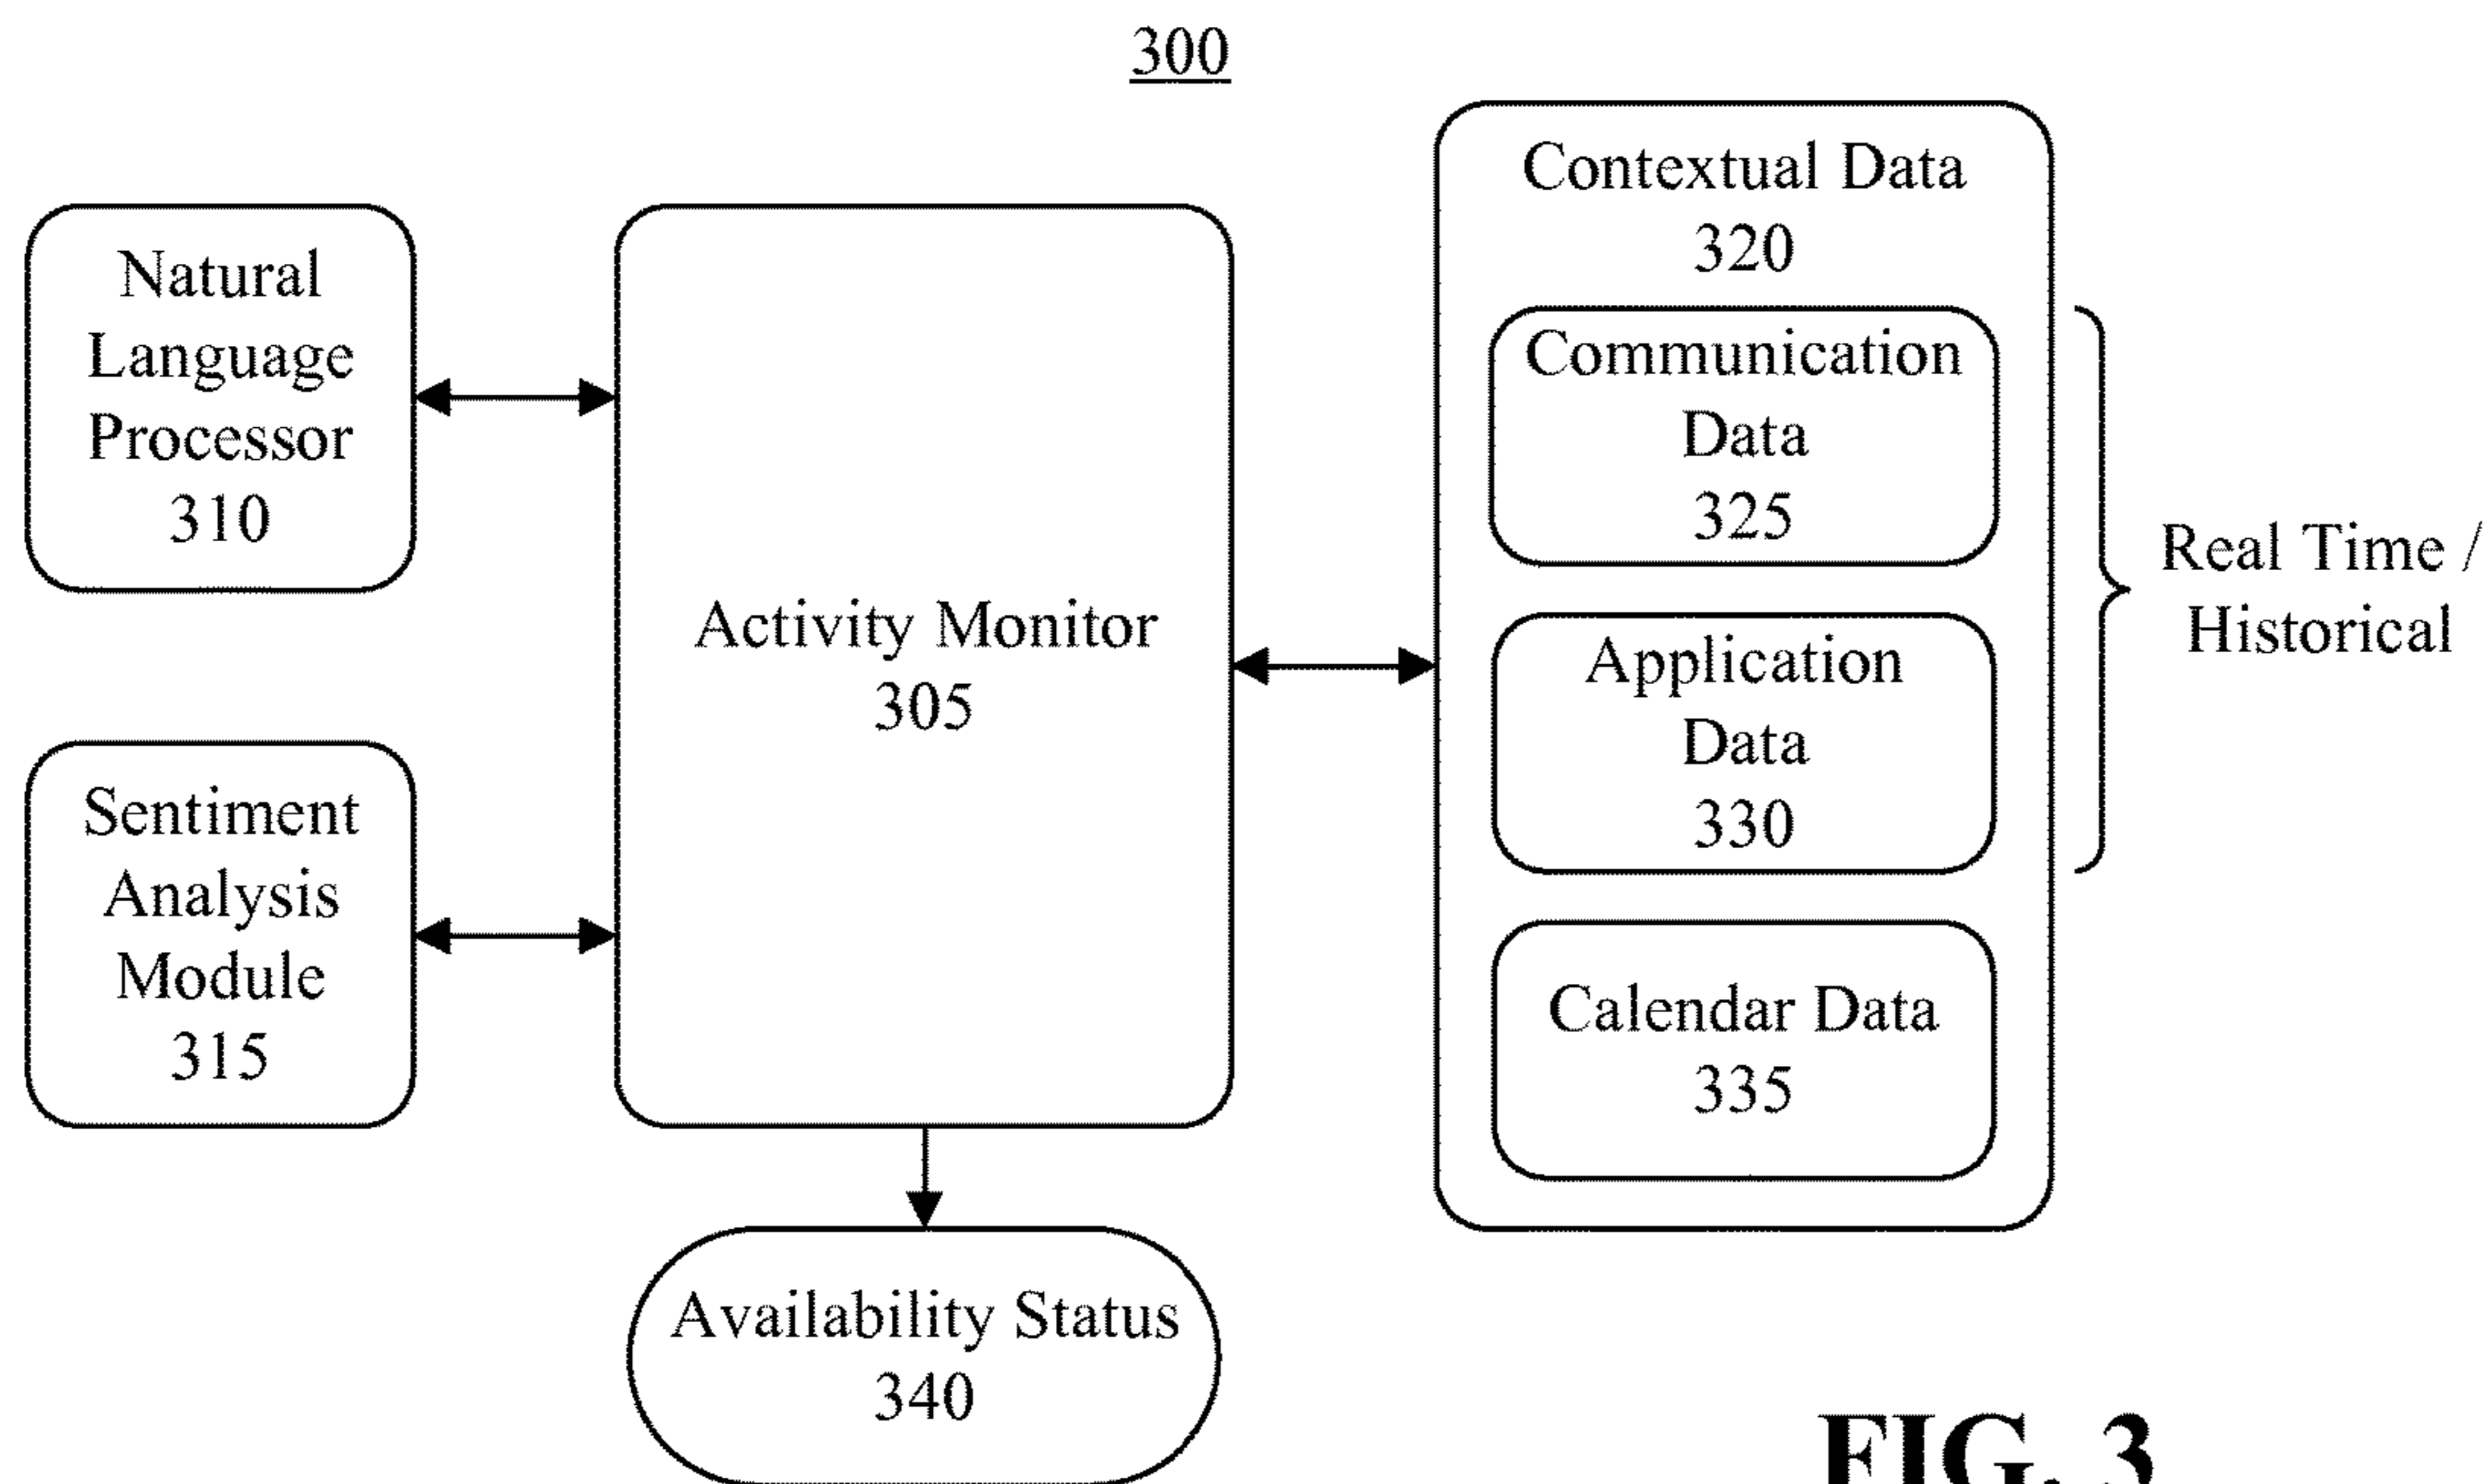 300
Natural
Language
Processor
310
Sentiment
Analysis
Module
315
Activity Monitor
305
Contextual Data
320
Communication
Data
325
Application
Data
330
Calendar Data
335
Real Time /
Historical
Availability Status
340
FIG. 3